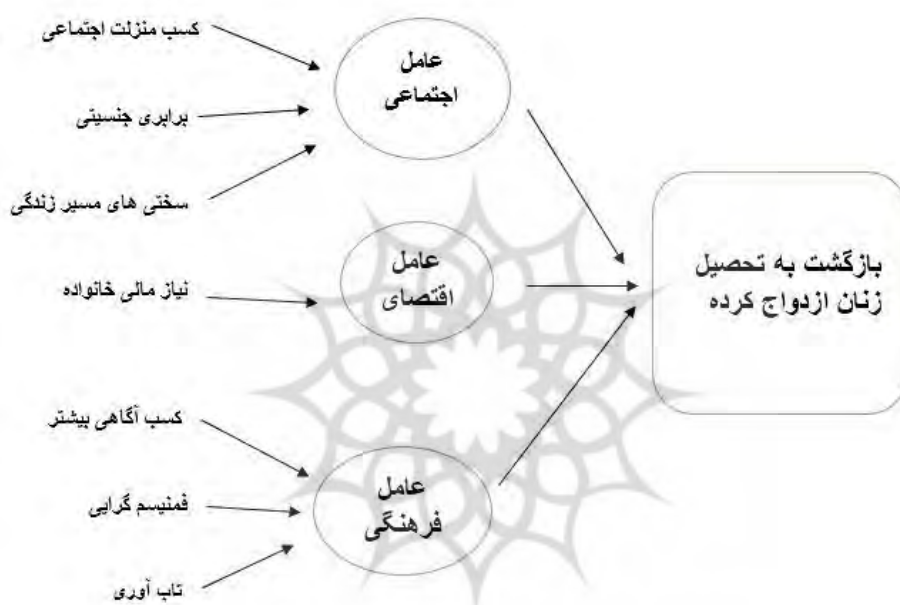 کسب منزلت اجتماعی
برابری جنسیتی
سختی های مسیر زندگی
عامل
اجتماعی
نیاز مالی خانواده
عامل
اقتصای
کسب آگاهی بیشتر
فمنیسم گرایی
تاب آوری
عامل
فرهنگی
بازگشت به تحصیل
زنان ازدواج کرده